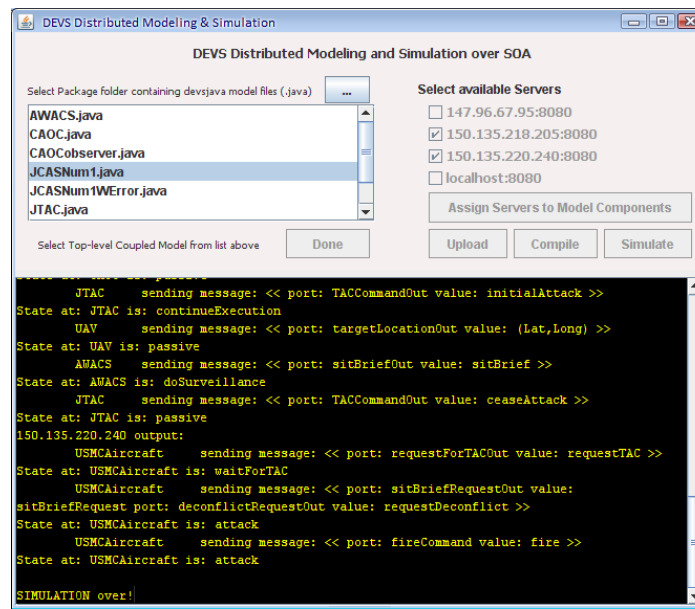 DEVS Distributed Modeling & Simulation
DEVS Distributed Modeling and Simulation over SOA
Select Package folder containing devsjava model files (.java)
...
AWACS.java
CAOC.java
CAOCobserver.java
JCASNum1.java
JCASNum1WError.java
JTAC.java
Select Top-level Coupled Model from list above
Done
Select available Servers
147.96.67.95:8080
150.135.218.205:8080
150.135.220.240:8080
localhost:8080
Assign Servers to Model Components
Upload
Compile
Simulate
JTAC sending message: << port: TACCommandOut value: initialAttack >>
State at: JTAC is: continueExecution
UAV sending message: << port: targetLocationOut value: (Lat,Long) >>
State at: UAV is: passive
AWACS sending message: << port: sitBriefOut value: sitBrief >>
State at: AWACS is: doSurveillance
JTAC sending message: << port: TACCommandOut value: ceaseAttack >>
State at: JTAC is: passive
150.135.220.240 output:
USMCAircraft sending message: << port: requestForTACOut value: requestTAC >>
State at: USMCAircraft is: waitForTAC
USMCAircraft sending message: << port: sitBriefRequestOut value:
sitBriefRequest port: deconflictRequestOut value: requestDeconflict >>
State at: USMCAircraft is: attack
USMCAircraft sending message: << port: fireCommand value: fire >>
State at: USMCAircraft is: attack
SIMULATION over!